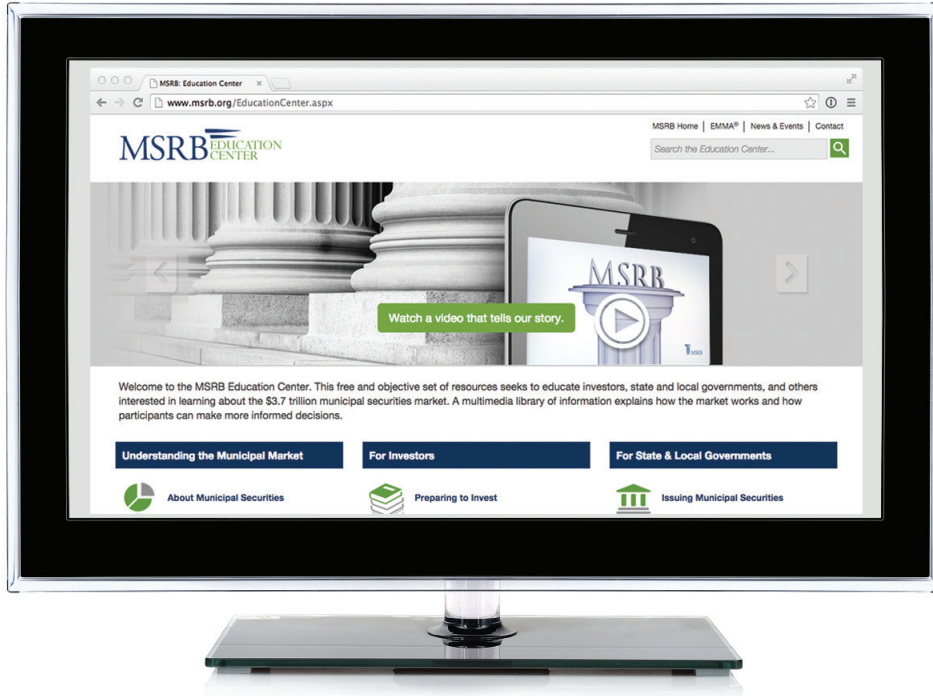 MSRB: Education Center
www.msrb.org/EducationCenter.aspx
MSRB Home | EMMA® | News & Events | Contact
MSRB EDUCATION
CENTER
Search the Education Center...
MSRB
Watch a video that tells our story.
MSRB
Welcome to the MSRB Education Center. This free and objective set of resources seeks to educate investors, state and local governments, and others
interested in learning about the $3.7 trillion municipal securities market. A multimedia library of information explains how the market works and how
participants can make more informed decisions.
Understanding the Municipal Market
For Investors
For State & Local Governments
About Municipal Securities
Preparing to Invest
Issuing Municipal Securities